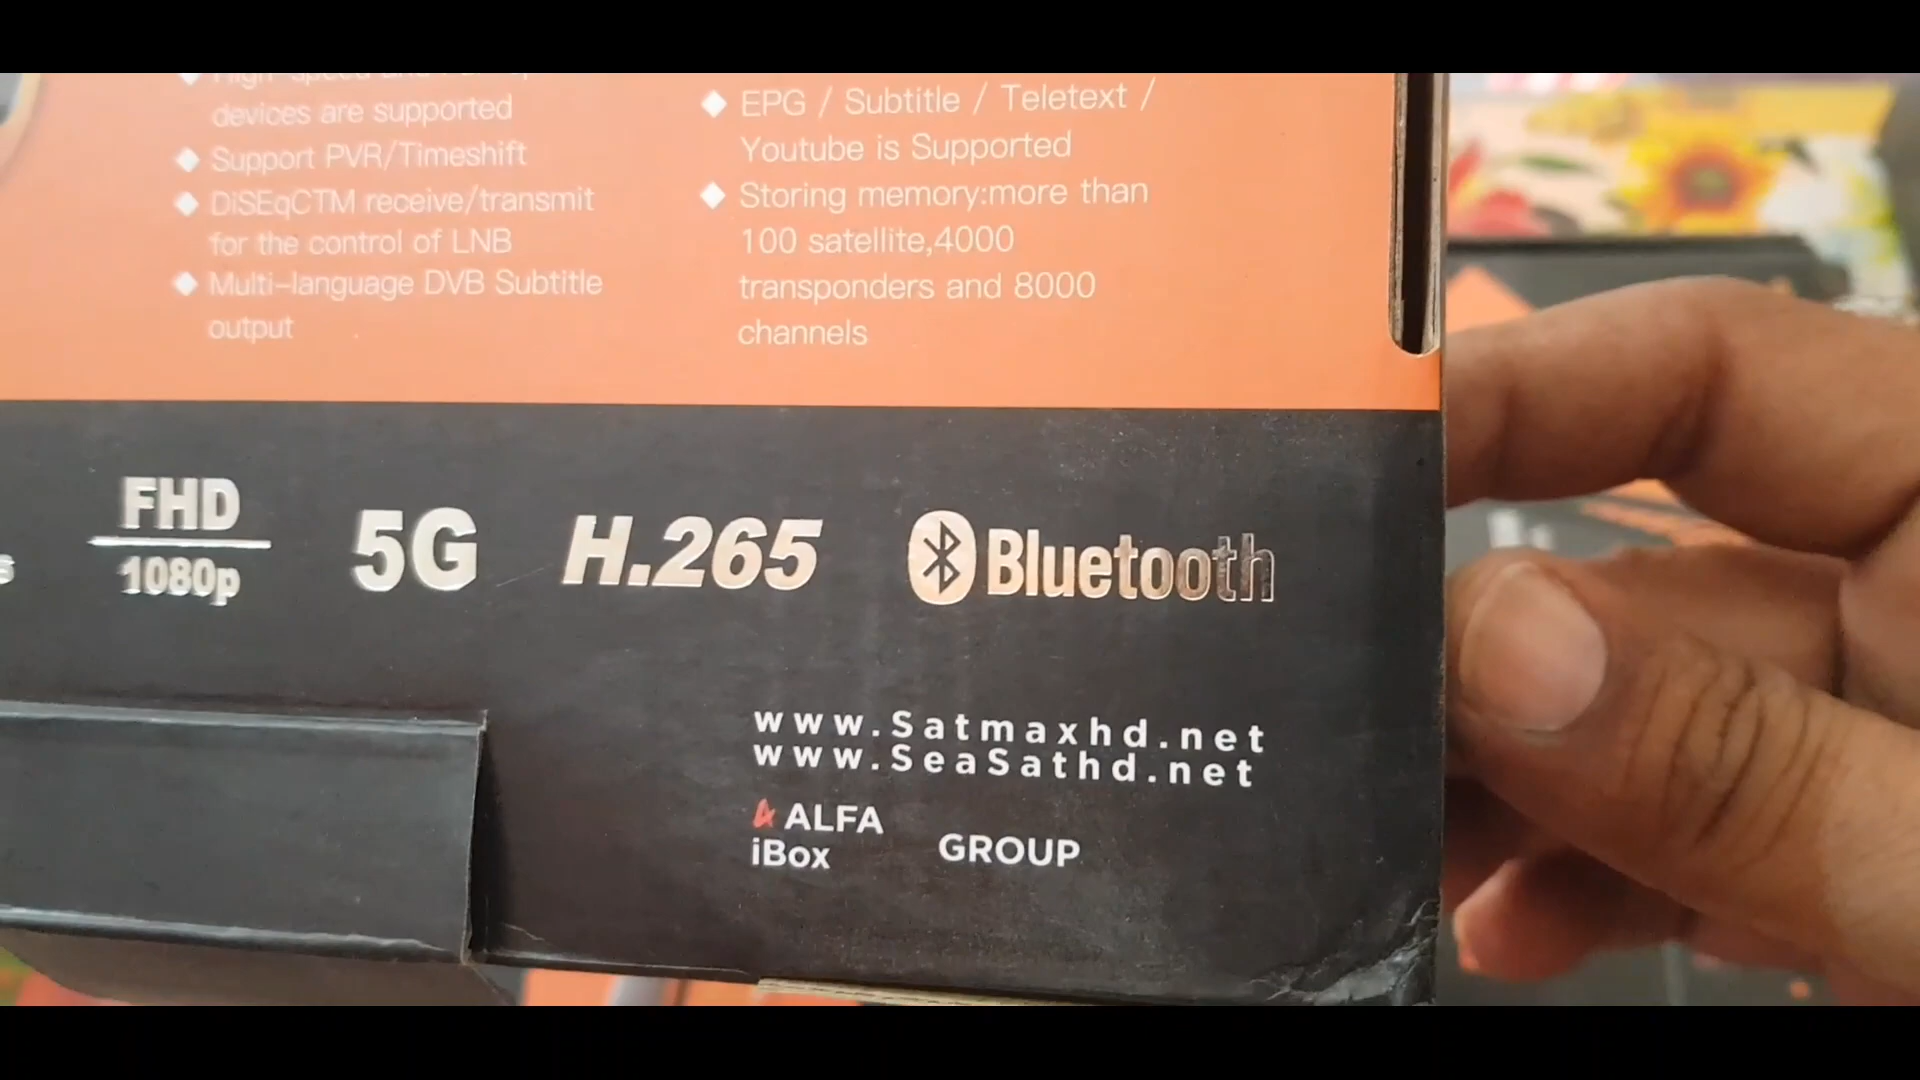 devices are supported
Support PVR/Timeshift
DiSEqCTM receive/transmit
for the control of LNB
Multi-language DVB Subtitle
output
EPG / Subtitle / Teletext /
Youtube is Supported
Storing memory:more than
100 satellite,4000
transponders and 8000
channels
FHD
1080p
5G
H.265
Bluetooth
www.Satmaxhd.net
www.SeaSathd.net
ALFA
iBox
GROUP